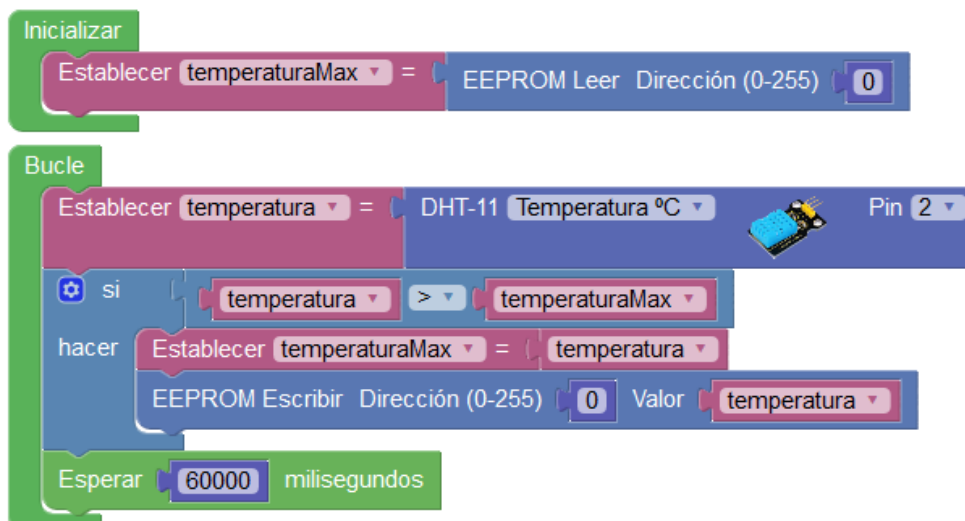 Inicializar
Establecer temperaturaMax = EEPROM Leer Dirección (0-255) 0
Bucle
Establecer temperatura = DHT-11 Temperatura ºC Pin 2
si temperatura > temperaturaMax
hacer Establecer temperaturaMax = temperatura
EEPROM Escribir Dirección (0-255) 0 Valor temperatura
Esperar 60000 milisegundos